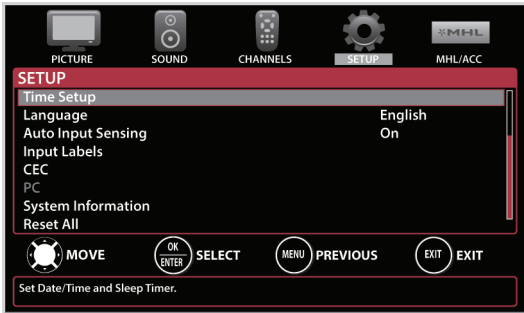 MHL
PICTURE SOUND CHANNELS SETUP MHL/ACC
SETUP
Time Setup
Language English
Auto Input Sensing On
Input Labels
CEC
PC
System Information
Reset All
MOVE OK ENTER SELECT MENU PREVIOUS EXIT EXIT
Set Date/Time and Sleep Timer.